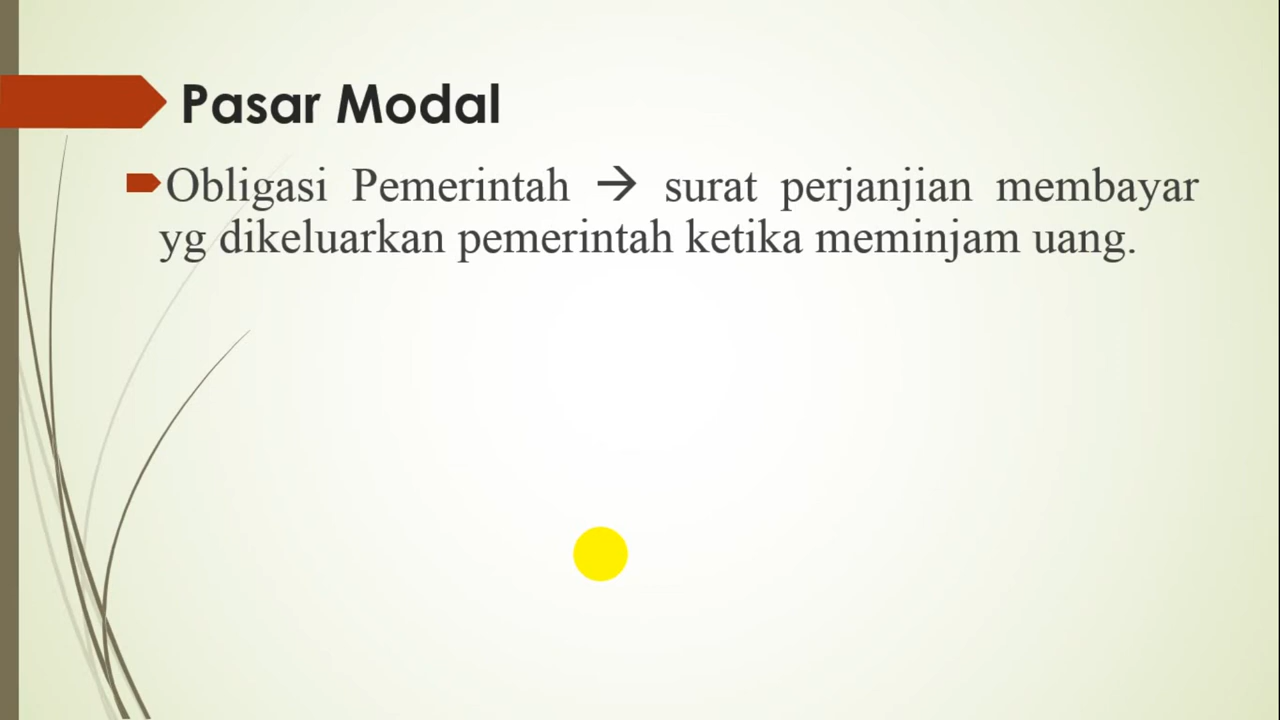 Pasar Modal
Obligasi Pemerintah → surat perjanjian membayar
yg dikeluarkan pemerintah ketika meminjam uang.